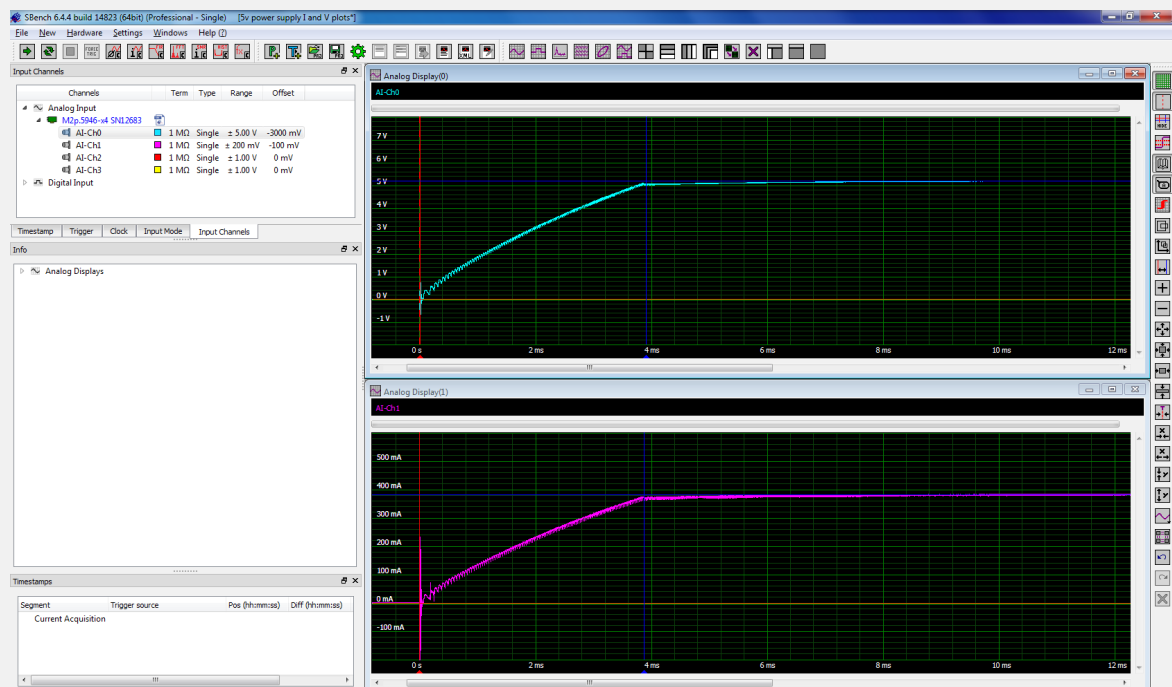 SBench 6.4.4 build 14823 (64bit) (Professional - Single) [5v power supply I and V plots*]
File New Hardware Settings Windows Help (?)
Input Channels
Channels Term Type Range Offset
Analog Input
M2p.5946-x4 SN12683
AI-Ch0 1 MΩ Single ± 5.00 V -3000 mV
AI-Ch1 1 MΩ Single ± 200 mV -100 mV
AI-Ch2 1 MΩ Single ± 1.00 V 0 mV
AI-Ch3 1 MΩ Single ± 1.00 V 0 mV
Digital Input
Timestamp Trigger Clock Input Mode Input Channels
Info
Analog Displays
Timestamps
Segment Trigger source Pos (hh:mm:ss) Diff (hh:mm:ss)
Current Acquisition
Analog Display(0)
AI-Ch0
7 V
6 V
5 V
4 V
3 V
2 V
1 V
0 V
-1 V
0 s 2 ms 4 ms 6 ms 8 ms 10 ms 12 ms
Analog Display(1)
AI-Ch1
500 mA
400 mA
300 mA
200 mA
100 mA
0 mA
-100 mA
0 s 2 ms 4 ms 6 ms 8 ms 10 ms 12 ms